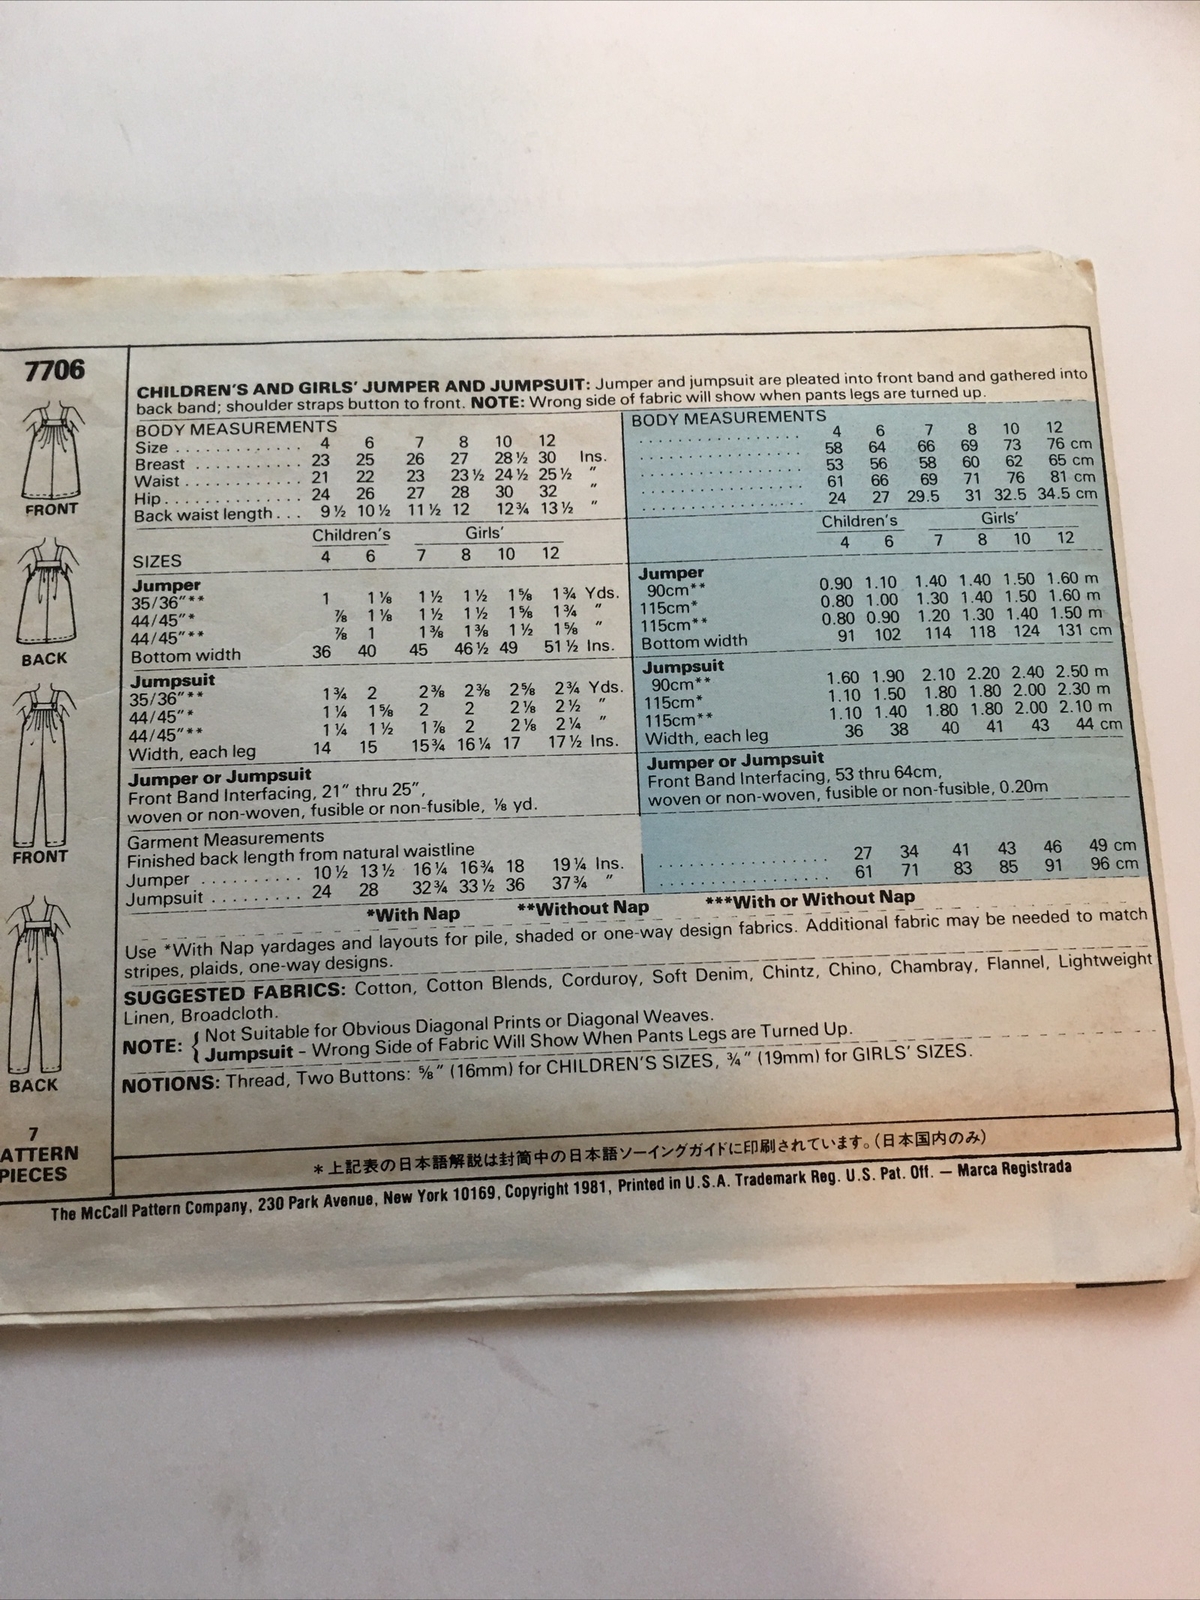 7706
FRONT
BACK
FRONT
BACK
7
ATTERN
PIECES
CHILDREN'S AND GIRLS' JUMPER AND JUMPSUIT: Jumper and jumpsuit are pleated into front band and gathered into
back band; shoulder straps button to front. NOTE: Wrong side of fabric will show when pants legs are turned up.
BODY MEASUREMENTS
Size . . . . . . . . . . . . . . 4 6 7 8 10 12
Breast . . . . . . . . . . . 23 25 26 27 28½ 30 Ins.
Waist . . . . . . . . . . . . 21 22 23 23½ 24½ 25½ "
Hip . . . . . . . . . . . . . . 24 26 27 28 30 32 "
Back waist length . . . 9½ 10½ 11½ 12 12¾ 13½ "
Children's Girls'
SIZES 4 6 7 8 10 12
Jumper
35/36"** 1 1⅛ 1½ 1½ 1⅝ 1¾ Yds.
44/45"* ⅞ 1⅛ 1½ 1½ 1⅝ 1¾ "
44/45"** ⅞ 1 1⅜ 1⅜ 1½ 1⅝ "
Bottom width 36 40 45 46½ 49 51½ Ins.
Jumpsuit
35/36"** 1¾ 2 2⅜ 2⅜ 2⅝ 2¾ Yds.
44/45"* 1¼ 1⅝ 2 2 2⅛ 2½ "
44/45"** 1¼ 1½ 1⅞ 2 2⅛ 2¼ "
Width, each leg 14 15 15¾ 16¼ 17 17½ Ins.
Jumper or Jumpsuit
Front Band Interfacing, 21" thru 25",
woven or non-woven, fusible or non-fusible, ⅛ yd.
Garment Measurements
Finished back length from natural waistline
Jumper . . . . . . . . . . 10½ 13½ 16¼ 16¾ 18 19¼ Ins.
Jumpsuit . . . . . . . . . 24 28 32¾ 33½ 36 37¾ "
BODY MEASUREMENTS
. . . . . . . . . . . . . . . . . 4 6 7 8 10 12
. . . . . . . . . . . . . . . . . 58 64 66 69 73 76 cm
. . . . . . . . . . . . . . . . . 53 56 58 60 62 65 cm
. . . . . . . . . . . . . . . . . 61 66 69 71 76 81 cm
. . . . . . . . . . . . . . . . . 24 27 29.5 31 32.5 34.5 cm
Children's Girls'
4 6 7 8 10 12
Jumper
90cm** 0.90 1.10 1.40 1.40 1.50 1.60 m
115cm* 0.80 1.00 1.30 1.40 1.50 1.60 m
115cm** 0.80 0.90 1.20 1.30 1.40 1.50 m
Bottom width 91 102 114 118 124 131 cm
Jumpsuit
90cm** 1.60 1.90 2.10 2.20 2.40 2.50 m
115cm* 1.10 1.50 1.80 1.80 2.00 2.30 m
115cm** 1.10 1.40 1.80 1.80 2.00 2.10 m
Width, each leg 36 38 40 41 43 44 cm
Jumper or Jumpsuit
Front Band Interfacing, 53 thru 64cm,
woven or non-woven, fusible or non-fusible, 0.20m
. . . . . . . . . . . . . . . . . 27 34 41 43 46 49 cm
. . . . . . . . . . . . . . . . . 61 71 83 85 91 96 cm
*With Nap **Without Nap ***With or Without Nap
Use *With Nap yardages and layouts for pile, shaded or one-way design fabrics. Additional fabric may be needed to match
stripes, plaids, one-way designs.
SUGGESTED FABRICS: Cotton, Cotton Blends, Corduroy, Soft Denim, Chintz, Chino, Chambray, Flannel, Lightweight
Linen, Broadcloth.
NOTE: { Not Suitable for Obvious Diagonal Prints or Diagonal Weaves.
Jumpsuit – Wrong Side of Fabric Will Show When Pants Legs are Turned Up.
NOTIONS: Thread, Two Buttons: ⅝" (16mm) for CHILDREN'S SIZES, ¾" (19mm) for GIRLS' SIZES.
*上記表の日本語解説は封筒中の日本語ソーイングガイドに印刷されています。(日本国内のみ)
The McCall Pattern Company, 230 Park Avenue, New York 10169, Copyright 1981, Printed in U.S.A. Trademark Reg. U.S. Pat. Off. — Marca Registrada